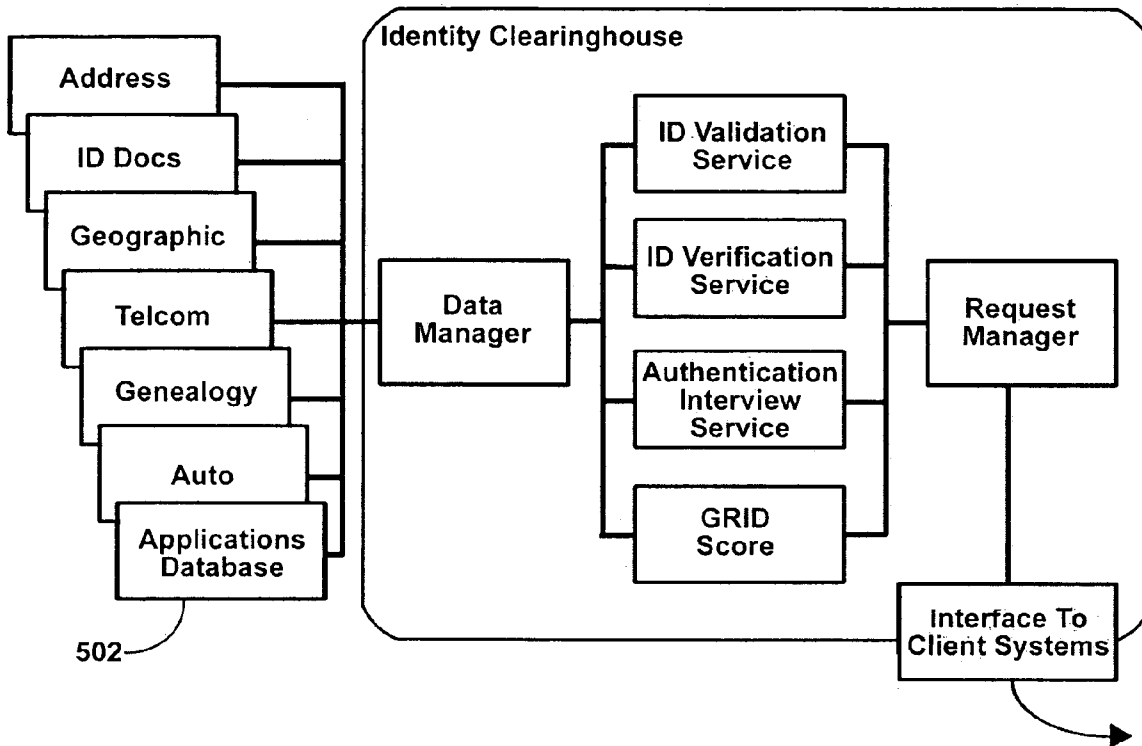 Identity Clearinghouse
Address
ID Docs
Geographic
Telcom
Genealogy
Auto
Applications
Database
502
Data
Manager
ID Validation
Service
ID Verification
Service
Authentication
Interview
Service
GRID
Score
Request
Manager
Interface To
Client Systems